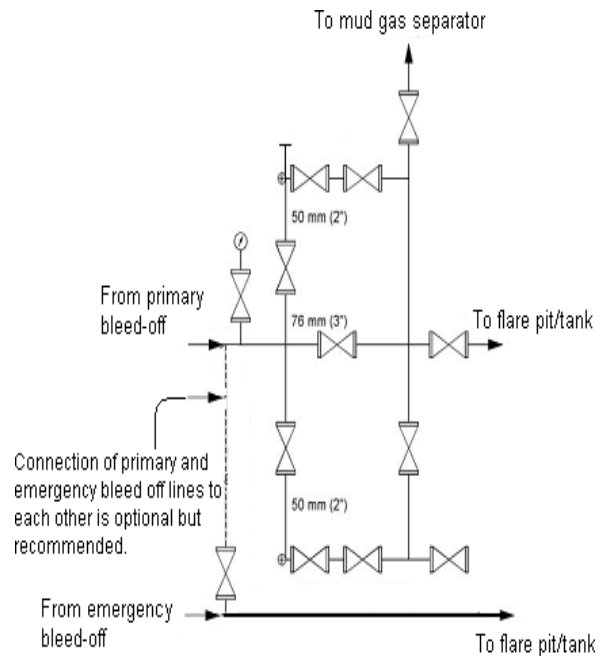 To mud gas separator
50 mm (2")
From primary
bleed-off
76 mm (3")
To flare pit/tank
Connection of primary and
emergency bleed off lines to
each other is optional but
recommended.
50 mm (2")
From emergency
bleed-off
To flare pit/tank